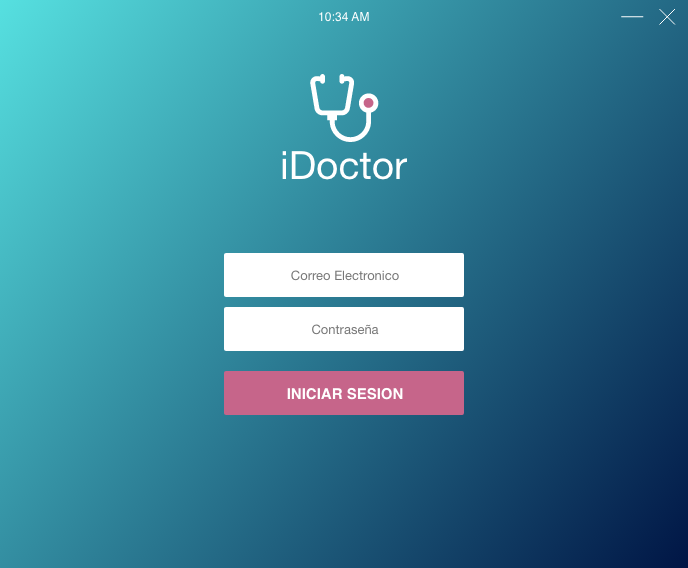 10:34 AM
iDoctor
Correo Electronico
Contraseña
INICIAR SESION